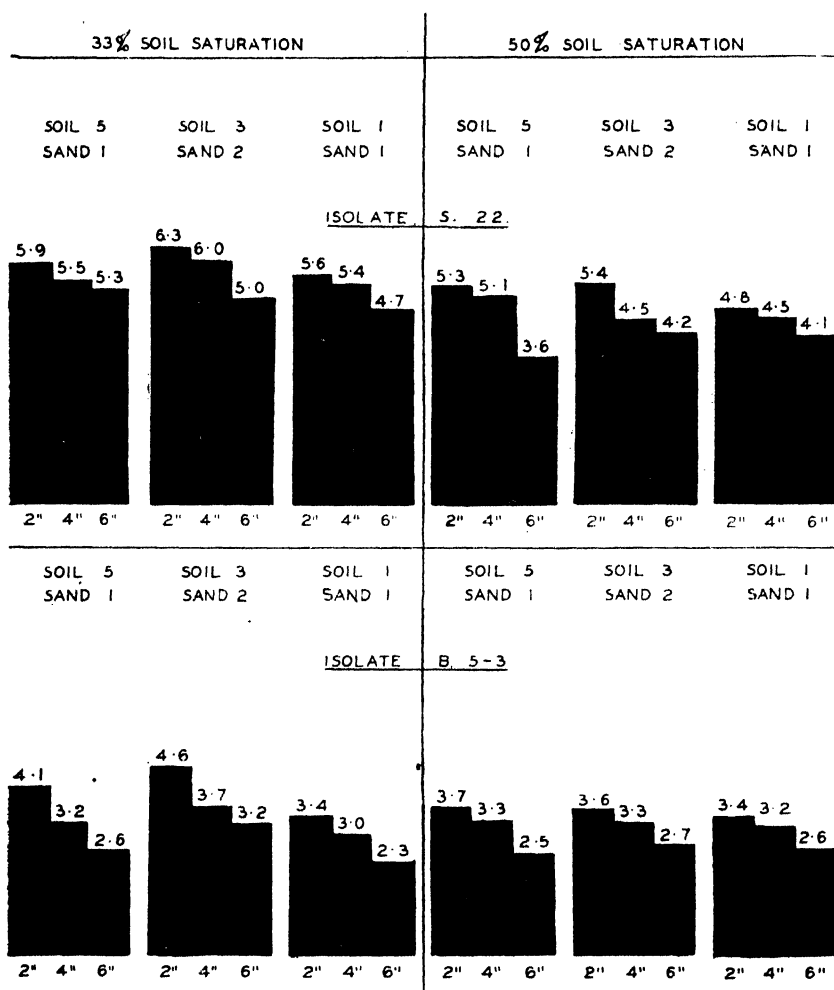 33% SOIL SATURATION
50% SOIL SATURATION
SOIL 5 SOIL 3 SOIL 1 SOIL 5 SOIL 3 SOIL 1
SAND 1 SAND 2 SAND 1 SAND 1 SAND 2 SAND 1
ISOLATE. S. 22.
5·9 5·5 5·3 6·3 6·0 5·0 5·6 5·4 4·7 5·3 5·1 3·6 5·4 4·5 4·2 4·8 4·5 4·1
2" 4" 6" 2" 4" 6" 2" 4" 6" 2" 4" 6" 2" 4" 6" 2" 4" 6"
SOIL 5 SOIL 3 SOIL 1 SOIL 5 SOIL 3 SOIL 1
SAND 1 SAND 2 SAND 1 SAND 1 SAND 2 SAND 1
ISOLATE B. 5-3
4·1 3·2 2·6 4·6 3·7 3·2 3·4 3·0 2·3 3·7 3·3 2·5 3·6 3·3 2·7 3·4 3·2 2·6
2" 4" 6" 2" 4" 6" 2" 4" 6" 2" 4" 6" 2" 4" 6" 2" 4" 6"